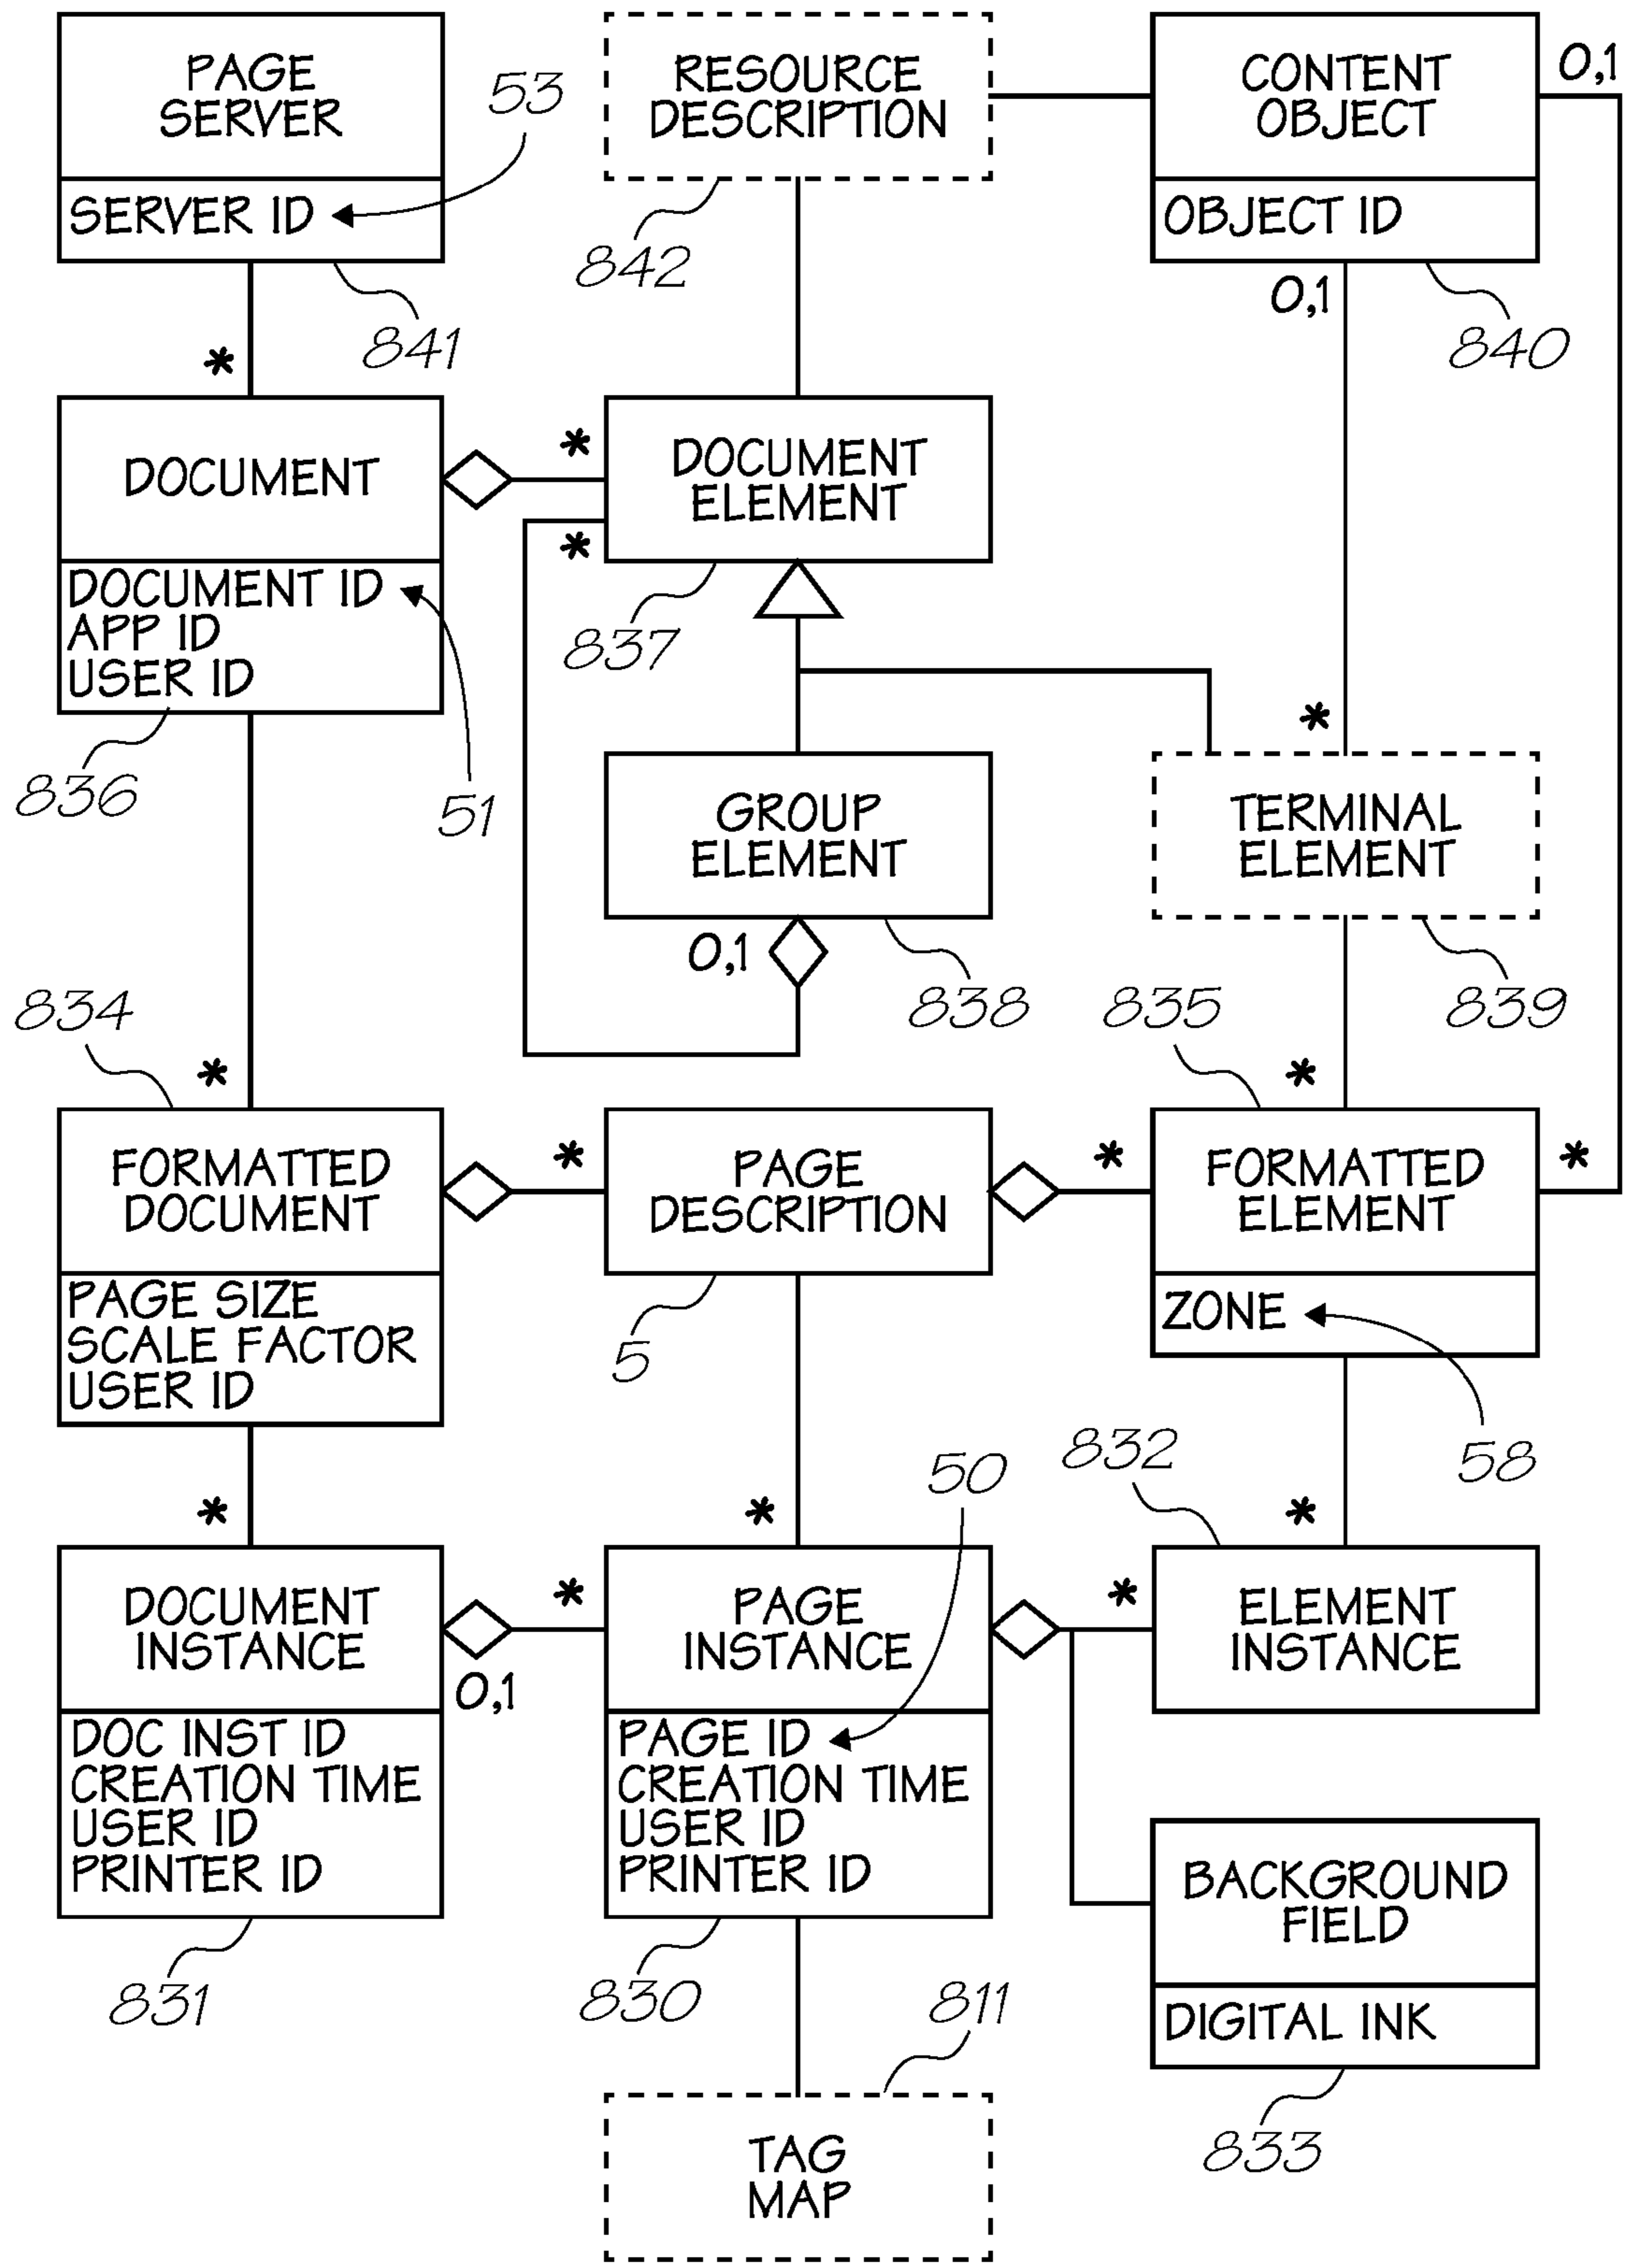 PAGE
SERVER
53
SERVER ID
841
RESOURCE
DESCRIPTION
842
CONTENT
OBJECT
0,1
OBJECT ID
0,1
840
*
DOCUMENT
DOCUMENT ID
APP ID
USER ID
836
51
*
*
DOCUMENT
ELEMENT
837
GROUP
ELEMENT
0,1
838
*
TERMINAL
ELEMENT
839
834
*
FORMATTED
DOCUMENT
PAGE SIZE
SCALE FACTOR
USER ID
*
PAGE
DESCRIPTION
5
835
*
*
FORMATTED
ELEMENT
*
ZONE
58
*
DOCUMENT
INSTANCE
0,1
DOC INST ID
CREATION TIME
USER ID
PRINTER ID
831
*
*
50
PAGE
INSTANCE
PAGE ID
CREATION TIME
USER ID
PRINTER ID
830
832
*
*
ELEMENT
INSTANCE
BACKGROUND
FIELD
DIGITAL INK
833
811
TAG
MAP